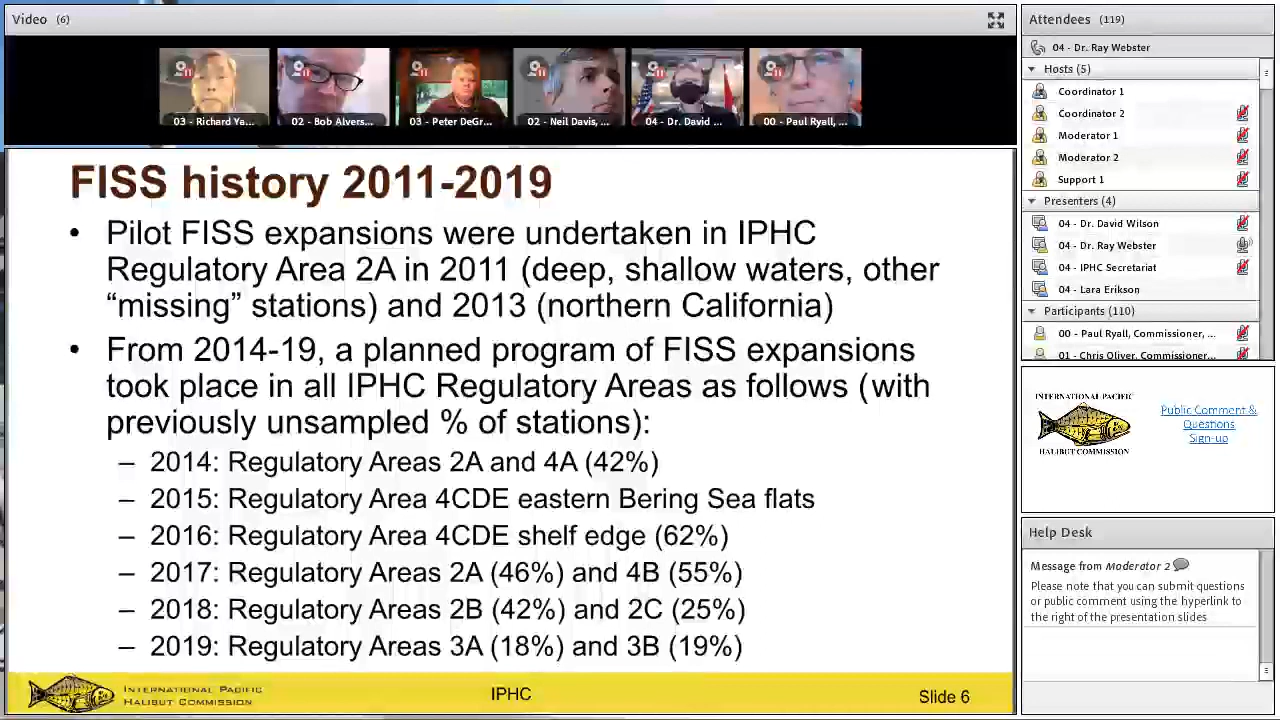 Video (6)
03 - Richard Ya...
02 - Bob Alvers...
03 - Peter DeGr...
02 - Neil Davis, ...
04 - Dr. David ...
00 - Paul Ryall, ...
FISS history 2011-2019
• Pilot FISS expansions were undertaken in IPHC
Regulatory Area 2A in 2011 (deep, shallow waters, other
“missing” stations) and 2013 (northern California)
• From 2014-19, a planned program of FISS expansions
took place in all IPHC Regulatory Areas as follows (with
previously unsampled % of stations):
– 2014: Regulatory Areas 2A and 4A (42%)
– 2015: Regulatory Area 4CDE eastern Bering Sea flats
– 2016: Regulatory Area 4CDE shelf edge (62%)
– 2017: Regulatory Areas 2A (46%) and 4B (55%)
– 2018: Regulatory Areas 2B (42%) and 2C (25%)
– 2019: Regulatory Areas 3A (18%) and 3B (19%)
INTERNATIONAL PACIFIC
HALIBUT COMMISSION
IPHC
Slide 6
Attendees (119)
04 - Dr. Ray Webster
Hosts (5)
Coordinator 1
Coordinator 2
Moderator 1
Moderator 2
Support 1
Presenters (4)
04 - Dr. David Wilson
04 - Dr. Ray Webster
04 - IPHC Secretariat
04 - Lara Erikson
Participants (110)
00 - Paul Ryall, Commissioner, ...
01 - Chris Oliver, Commissioner...
INTERNATIONAL PACIFIC
HALIBUT COMMISSION
Public Comment &
Questions
Sign-up
Help Desk
Message from Moderator 2
Please note that you can submit questions
or public comment using the hyperlink to
the right of the presentation slides